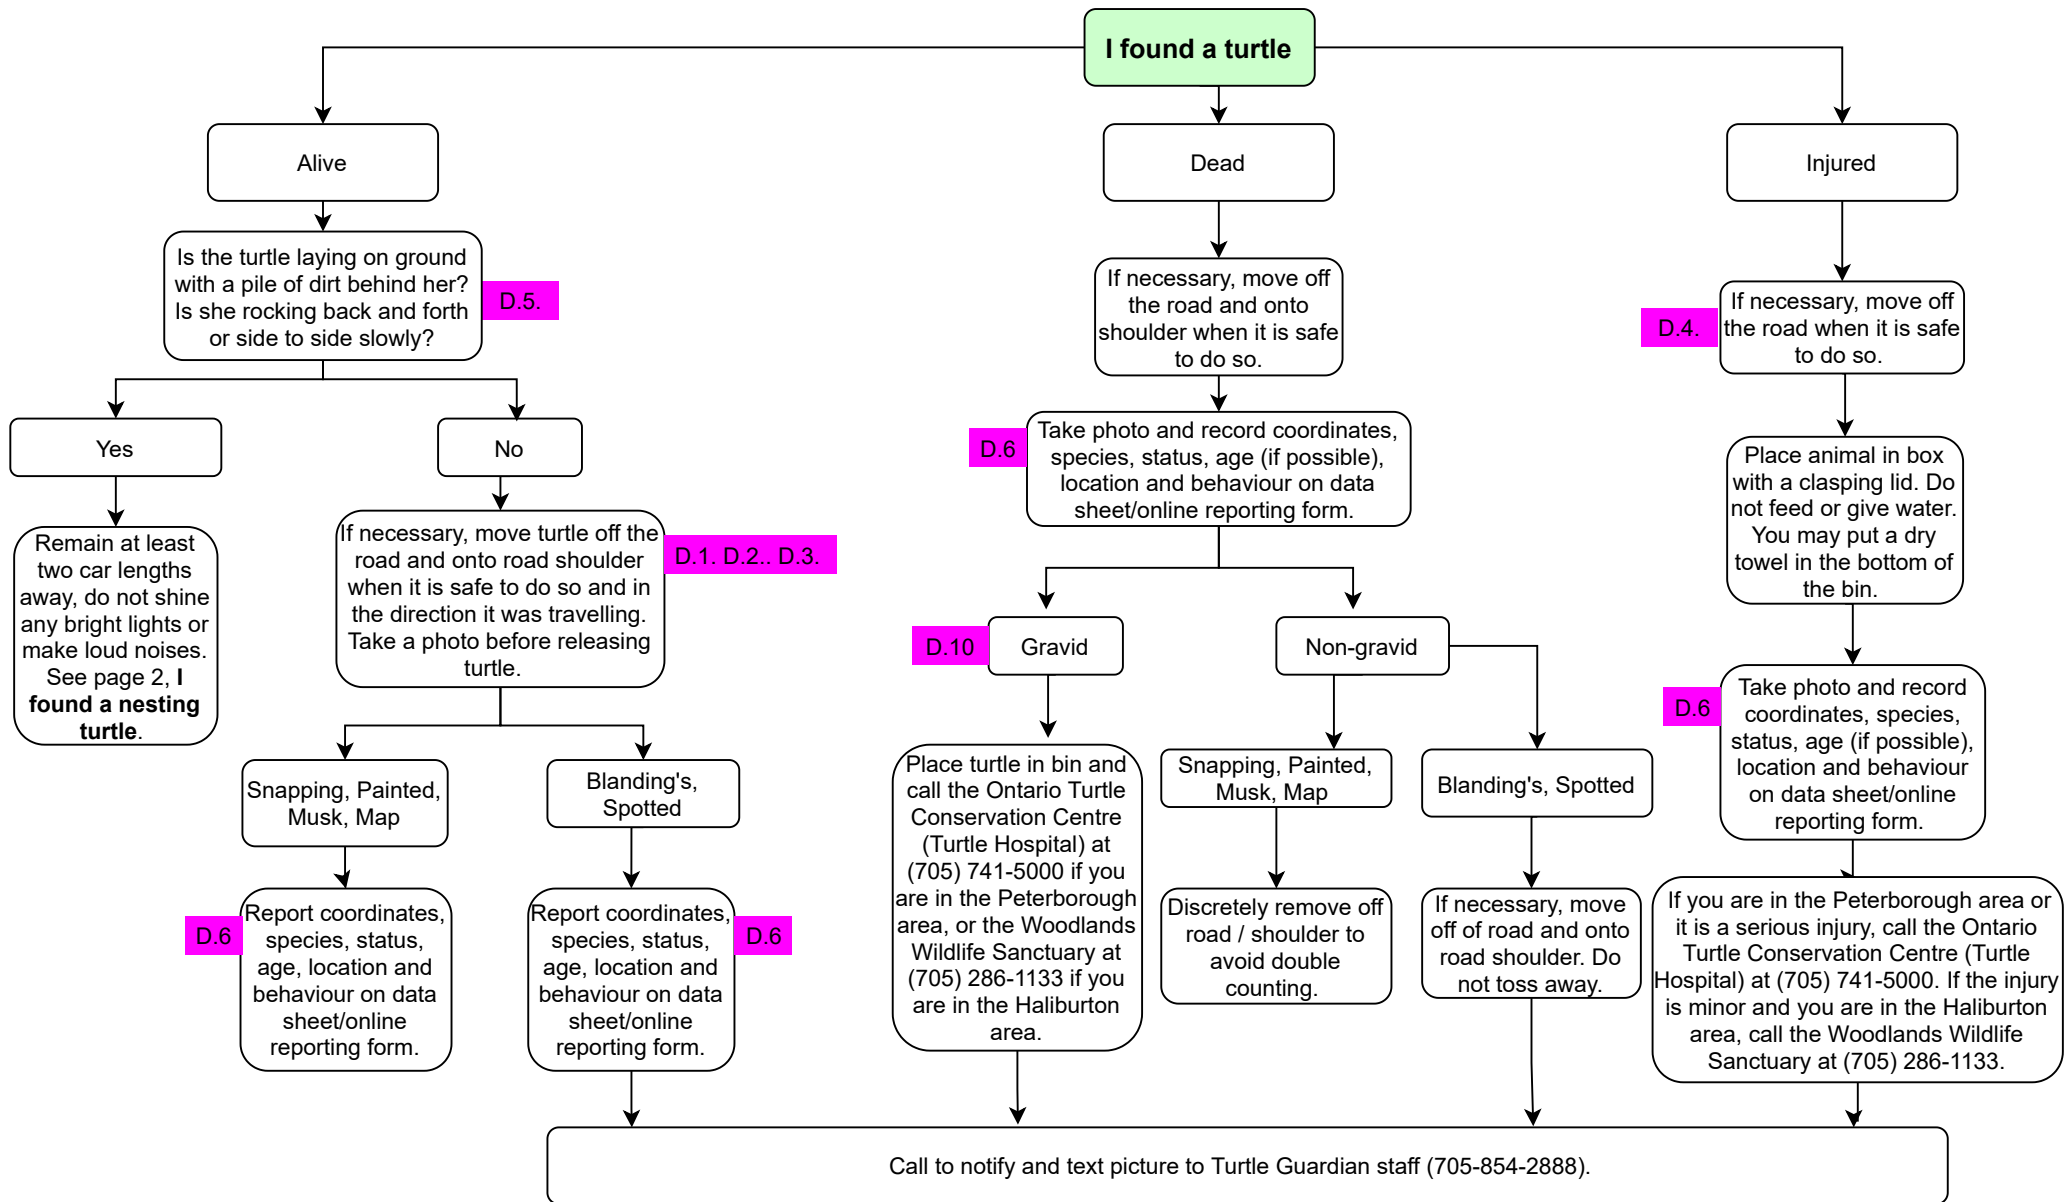 I found a turtle
Alive
Dead
Injured
Is the turtle laying on ground
with a pile of dirt behind her?
Is she rocking back and forth
or side to side slowly?
D.5.
Yes
No
Remain at least
two car lengths
away, do not shine
any bright lights or
make loud noises.
See page 2, I
found a nesting
turtle.
If necessary, move turtle off the
road and onto road shoulder
when it is safe to do so and in
the direction it was travelling.
Take a photo before releasing
turtle.
D.1. D.2.. D.3.
Snapping, Painted,
Musk, Map
Blanding's,
Spotted
D.6
Report coordinates,
species, status,
age, location and
behaviour on data
sheet/online
reporting form.
Report coordinates,
species, status,
age, location and
behaviour on data
sheet/online
reporting form.
D.6
If necessary, move off
the road and onto
shoulder when it is safe
to do so.
D.6
Take photo and record coordinates,
species, status, age (if possible),
location and behaviour on data
sheet/online reporting form.
D.10
Gravid
Non-gravid
Place turtle in bin and
call the Ontario Turtle
Conservation Centre
(Turtle Hospital) at
(705) 741-5000 if you
are in the Peterborough
area, or the Woodlands
Wildlife Sanctuary at
(705) 286-1133 if you
are in the Haliburton
area.
Snapping, Painted,
Musk, Map
Blanding's, Spotted
Discretely remove off
road / shoulder to
avoid double
counting.
If necessary, move
off of road and onto
road shoulder. Do
not toss away.
D.4.
If necessary, move off
the road when it is safe
to do so.
Place animal in box
with a clasping lid. Do
not feed or give water.
You may put a dry
towel in the bottom of
the bin.
D.6
Take photo and record
coordinates, species,
status, age (if possible),
location and behaviour
on data sheet/online
reporting form.
If you are in the Peterborough area or
it is a serious injury, call the Ontario
Turtle Conservation Centre (Turtle
Hospital) at (705) 741-5000. If the injury
is minor and you are in the Haliburton
area, call the Woodlands Wildlife
Sanctuary at (705) 286-1133.
Call to notify and text picture to Turtle Guardian staff (705-854-2888).